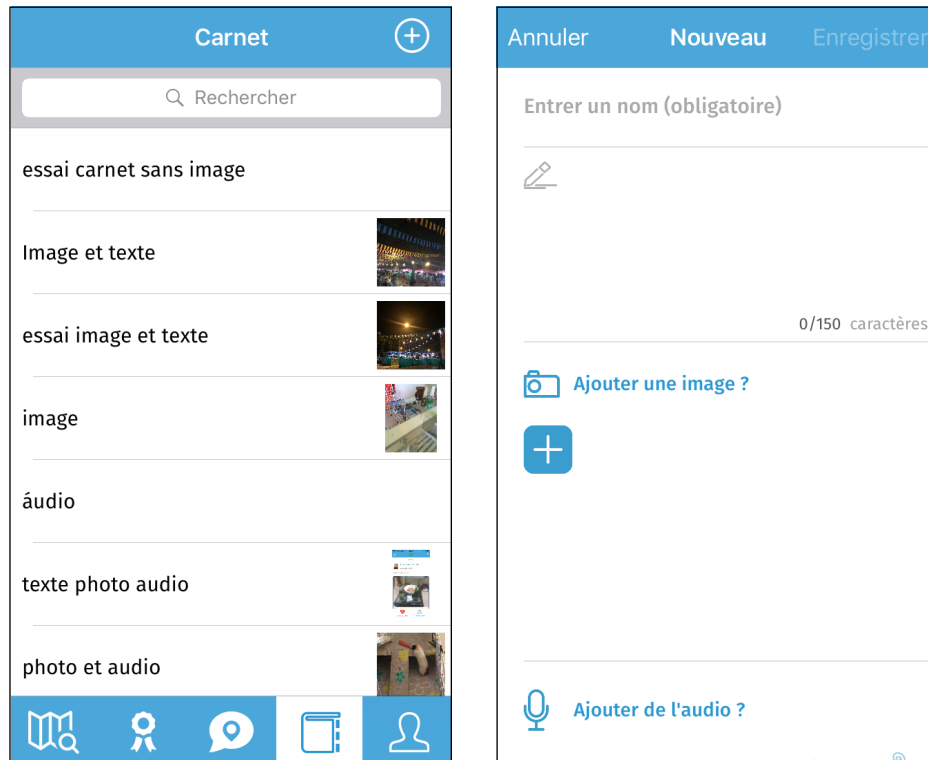 Carnet
Rechercher
essai carnet sans image
Image et texte
essai image et texte
image
áudio
texte photo audio
photo et audio
Annuler Nouveau Enregistrer
Entrer un nom (obligatoire)
0/150 caractères
Ajouter une image ?
Ajouter de l'audio ?